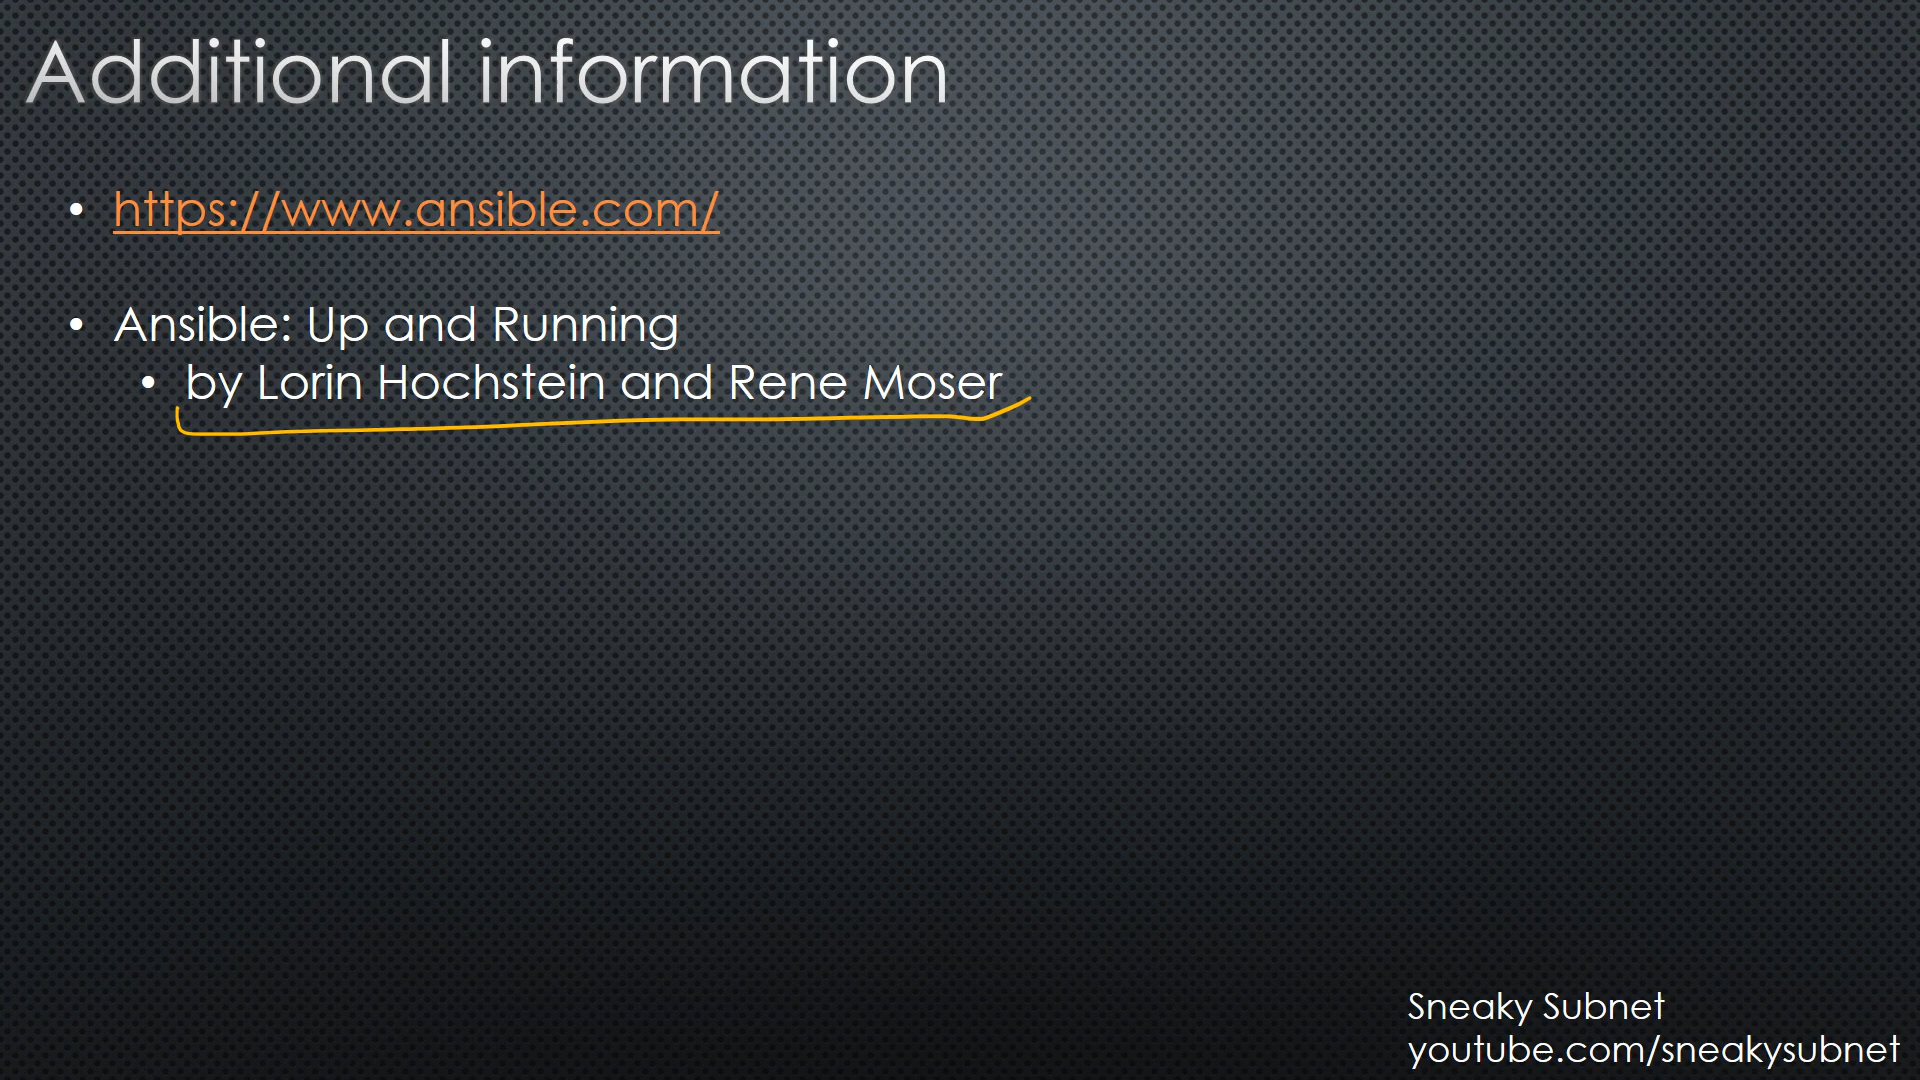 Additional information
• https://www.ansible.com/
• Ansible: Up and Running
• by Lorin Hochstein and Rene Moser
Sneaky Subnet
youtube.com/sneakysubnet